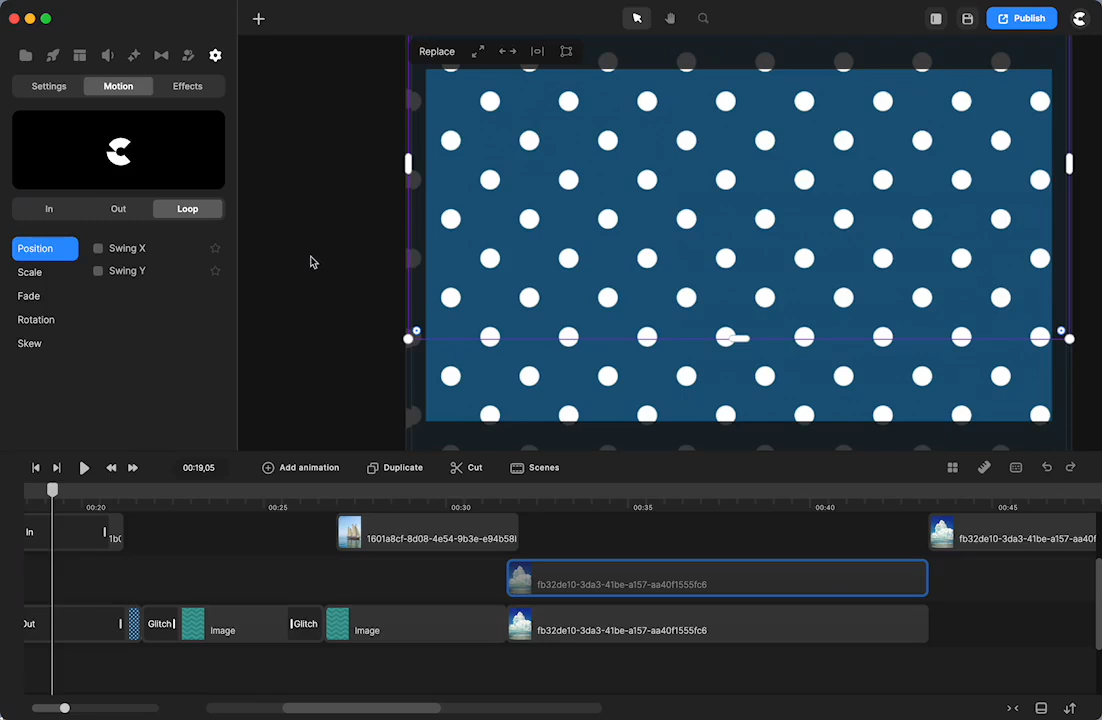 Publish
Replace
Settings Motion Effects
In Out Loop
Position Swing X
Swing Y
Scale
Fade
Rotation
Skew
00:19,05 Add animation Duplicate Cut Scenes
00:20 00:25 00:30 00:35 00:40 00:45
In 1601a8cf-8d08-4e54-9b3e-e94b58 fb32de10-3da3-41be-a157-aa40f
fb32de10-3da3-41be-a157-aa40f1555fc6
Out Glitch Image Glitch Image fb32de10-3da3-41be-a157-aa40f1555fc6